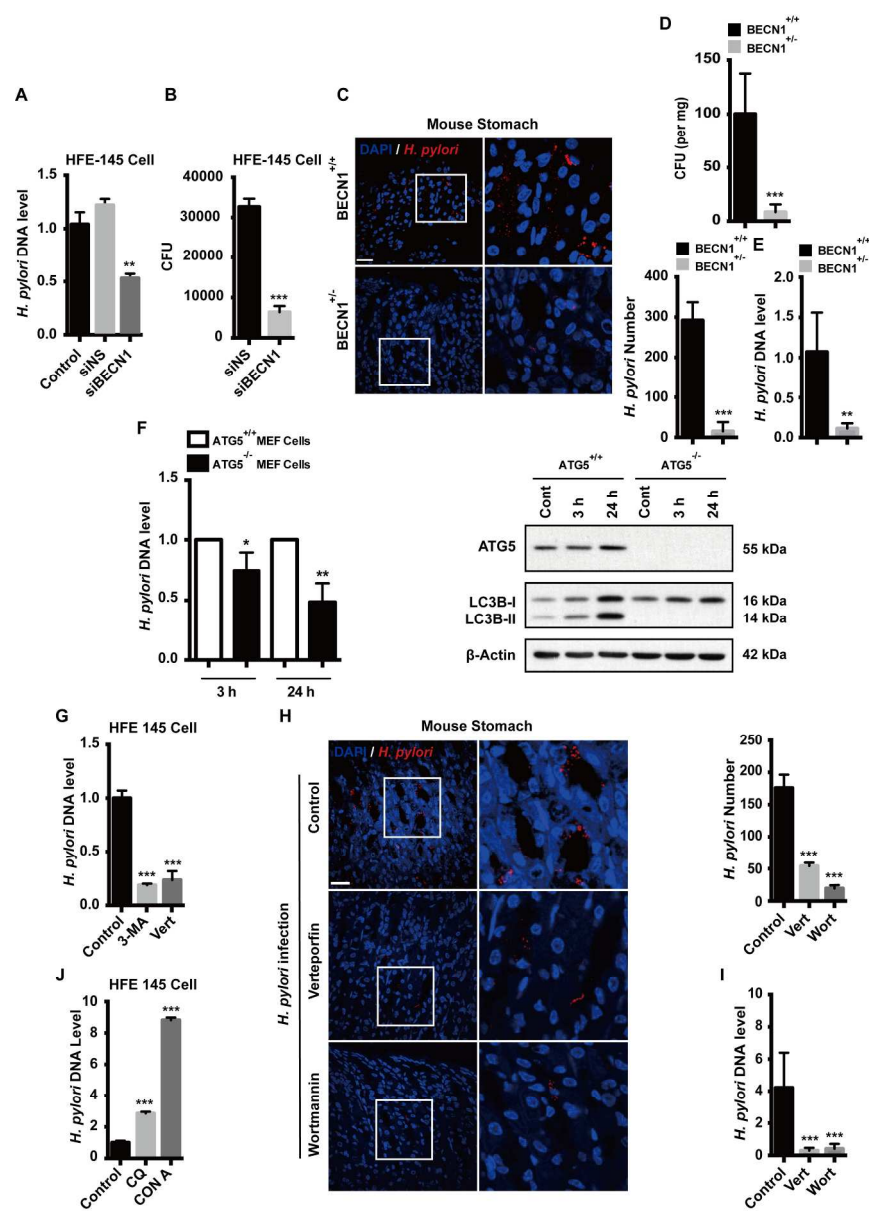 A
HFE-145 Cell
H. pylori DNA level
1.5
1.0
0.5
0.0
Control
siNS
siBECN1
**
B
HFE-145 Cell
CFU
40000
30000
20000
10000
0
siNS
siBECN1
***
C
Mouse Stomach
DAPI / H. pylori
BECN1+/+
BECN1+/-
D
BECN1+/+
BECN1+/-
CFU (per mg)
150
100
50
0
***
BECN1+/+
BECN1+/-
H. pylori Number
400
300
200
100
0
***
E
BECN1+/+
BECN1+/-
H. pylori DNA level
2.0
1.5
1.0
0.5
0.0
**
F
ATG5+/+ MEF Cells
ATG5-/- MEF Cells
H. pylori DNA level
1.5
1.0
0.5
0.0
*
**
3 h
24 h
ATG5+/+
ATG5-/-
Cont
3 h
24 h
Cont
3 h
24 h
ATG5
55 kDa
LC3B-I
16 kDa
LC3B-II
14 kDa
β-Actin
42 kDa
G
HFE 145 Cell
H. pylori DNA level
1.5
1.0
0.5
0.0
***
***
Control
3-MA
Vert
H
Mouse Stomach
DAPI / H. pylori
H. pylori infection
Control
Verteporfin
Wortmannin
H. pylori Number
250
200
150
100
50
0
***
***
Control
Vert
Wort
I
H. pylori DNA level
8
6
4
2
0
***
***
Control
Vert
Wort
J
HFE 145 Cell
H. pylori DNA Level
10
8
6
4
2
0
***
***
Control
CQ
CON A